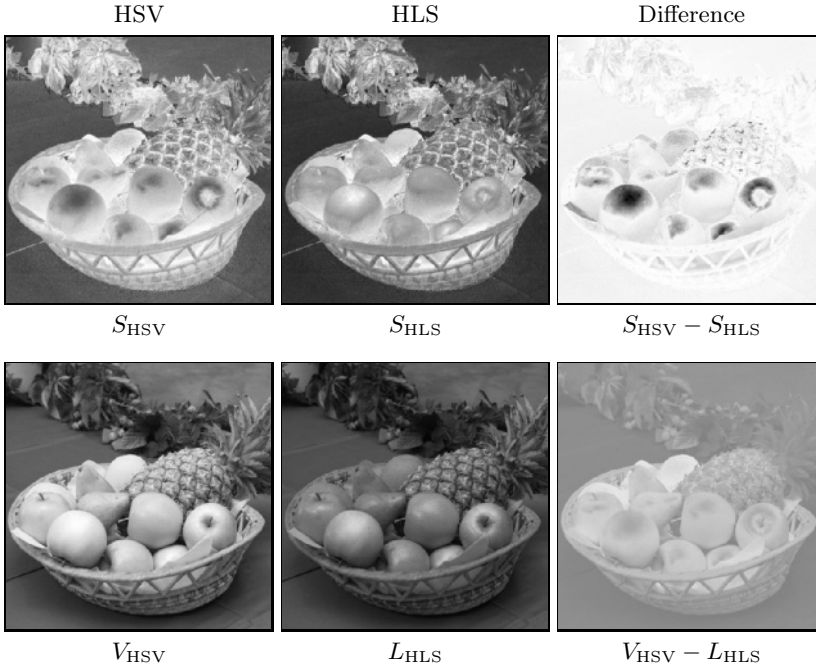 HSV HLS Difference
S_HSV S_HLS S_HSV − S_HLS
V_HSV L_HLS V_HSV − L_HLS